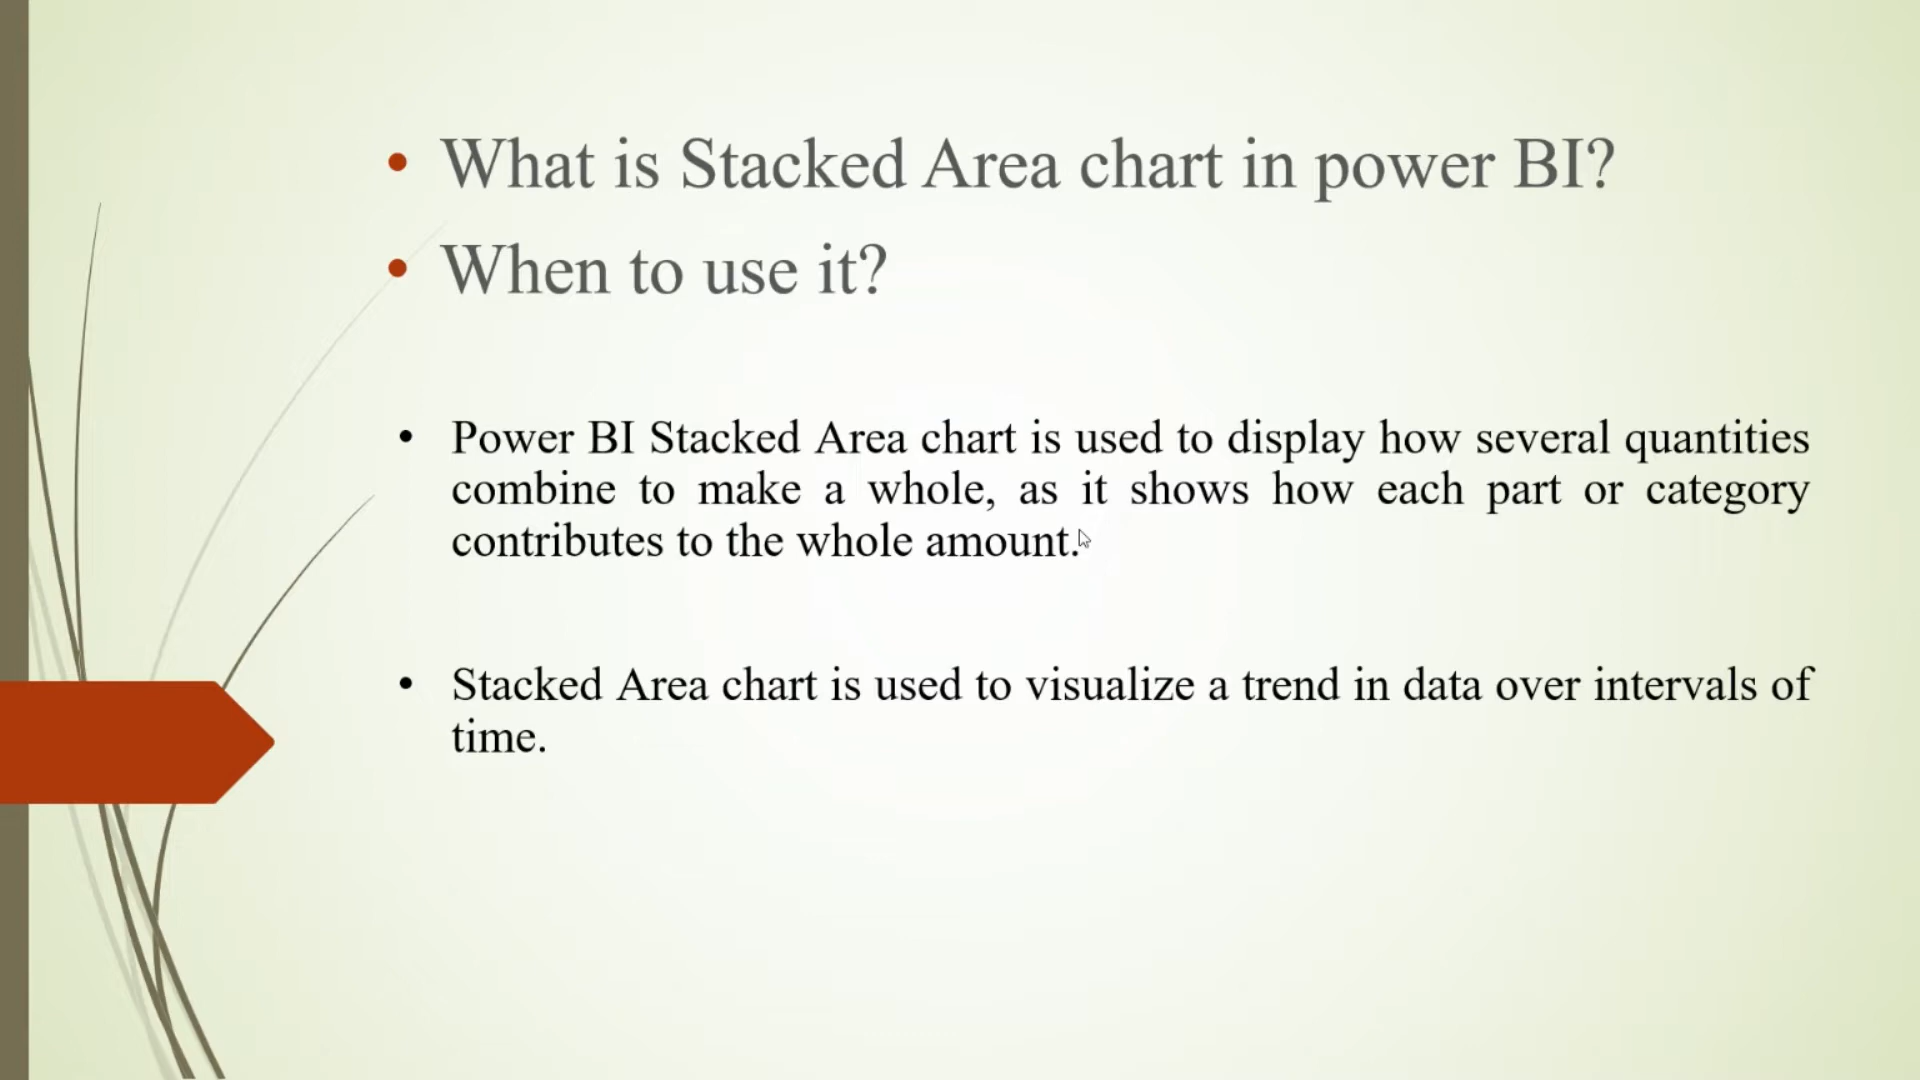 • What is Stacked Area chart in power BI?
• When to use it?
• Power BI Stacked Area chart is used to display how several quantities
combine to make a whole, as it shows how each part or category
contributes to the whole amount.
• Stacked Area chart is used to visualize a trend in data over intervals of
time.